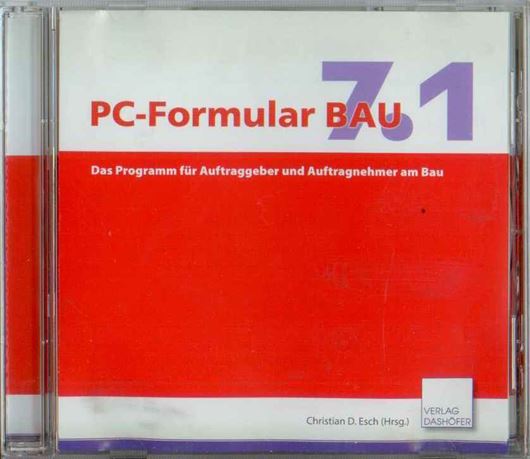 PC-Formular BAU 7.1
Das Programm für Auftraggeber und Auftragnehmer am Bau
Christian D. Esch (Hrsg.)
VERLAG
DASHÖFER